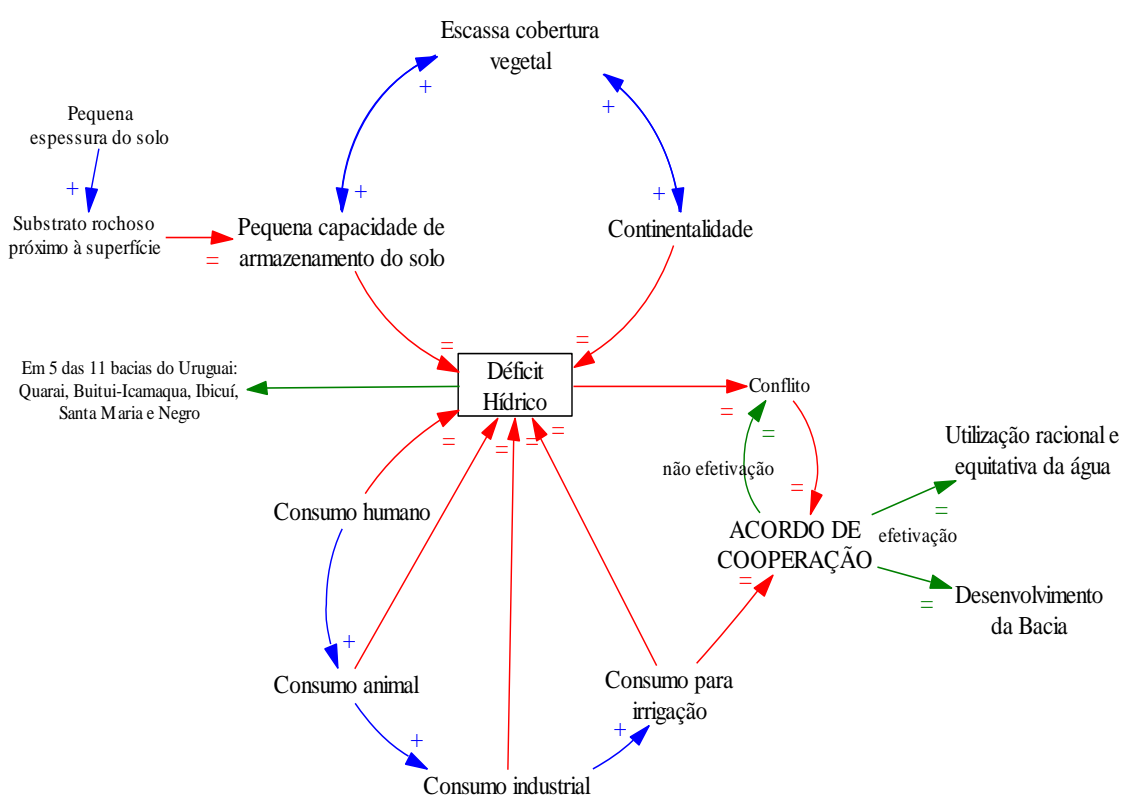 Escassa cobertura
vegetal
+
+
Pequena
espessura do solo
+
+
+
Substrato rochoso
próximo à superfície
=
Pequena capacidade de
armazenamento do solo
Continentalidade
=
=
Em 5 das 11 bacias do Uruguai:
Quarai, Buitui-Icamaqua, Ibicuí,
Santa Maria e Negro
Déficit
Hídrico
Conflito
=
=
=
=
=
=
=
não efetivação
Utilização racional e
equitativa da água
=
=
Consumo humano
ACORDO DE
COOPERAÇÃO
efetivação
=
=
Desenvolvimento
da Bacia
+
Consumo animal
Consumo para
irrigação
+
+
Consumo industrial